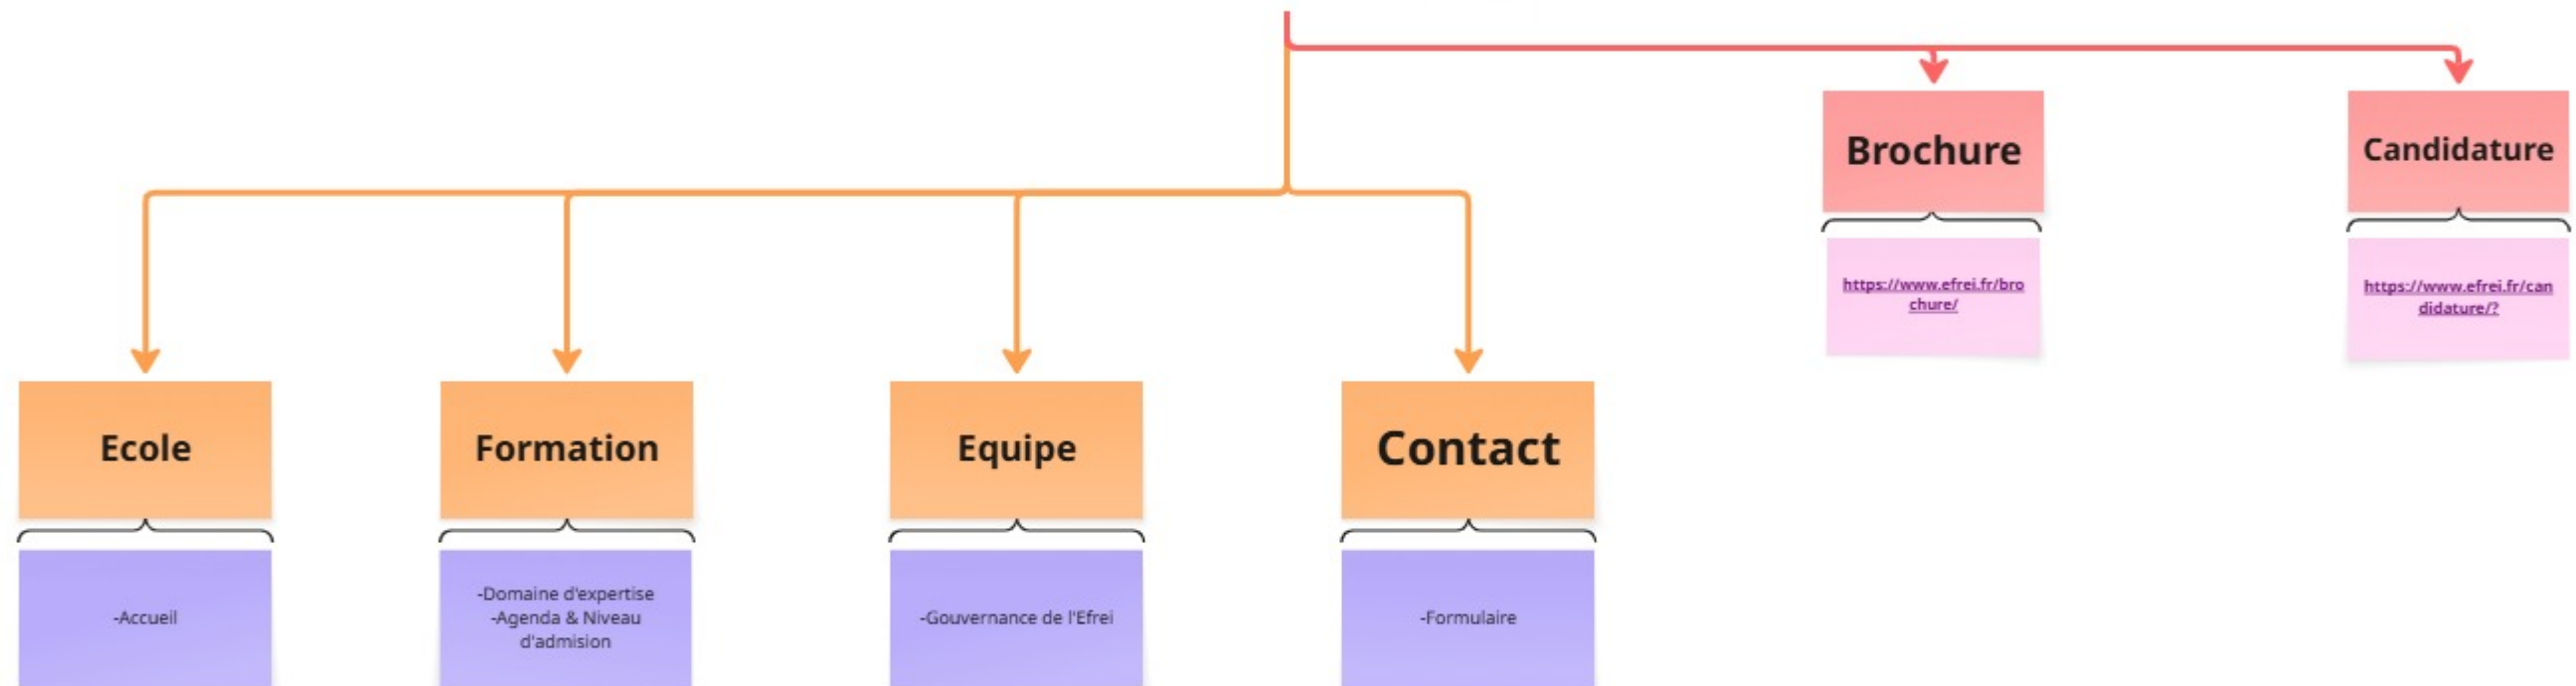 Brochure
Candidature
https://www.efrei.fr/bro
chure/
https://www.efrei.fr/can
didature/?
Ecole
Formation
Equipe
Contact
-Accueil
-Domaine d'expertise
-Agenda & Niveau
d'admision
-Gouvernance de l'Efrei
-Formulaire